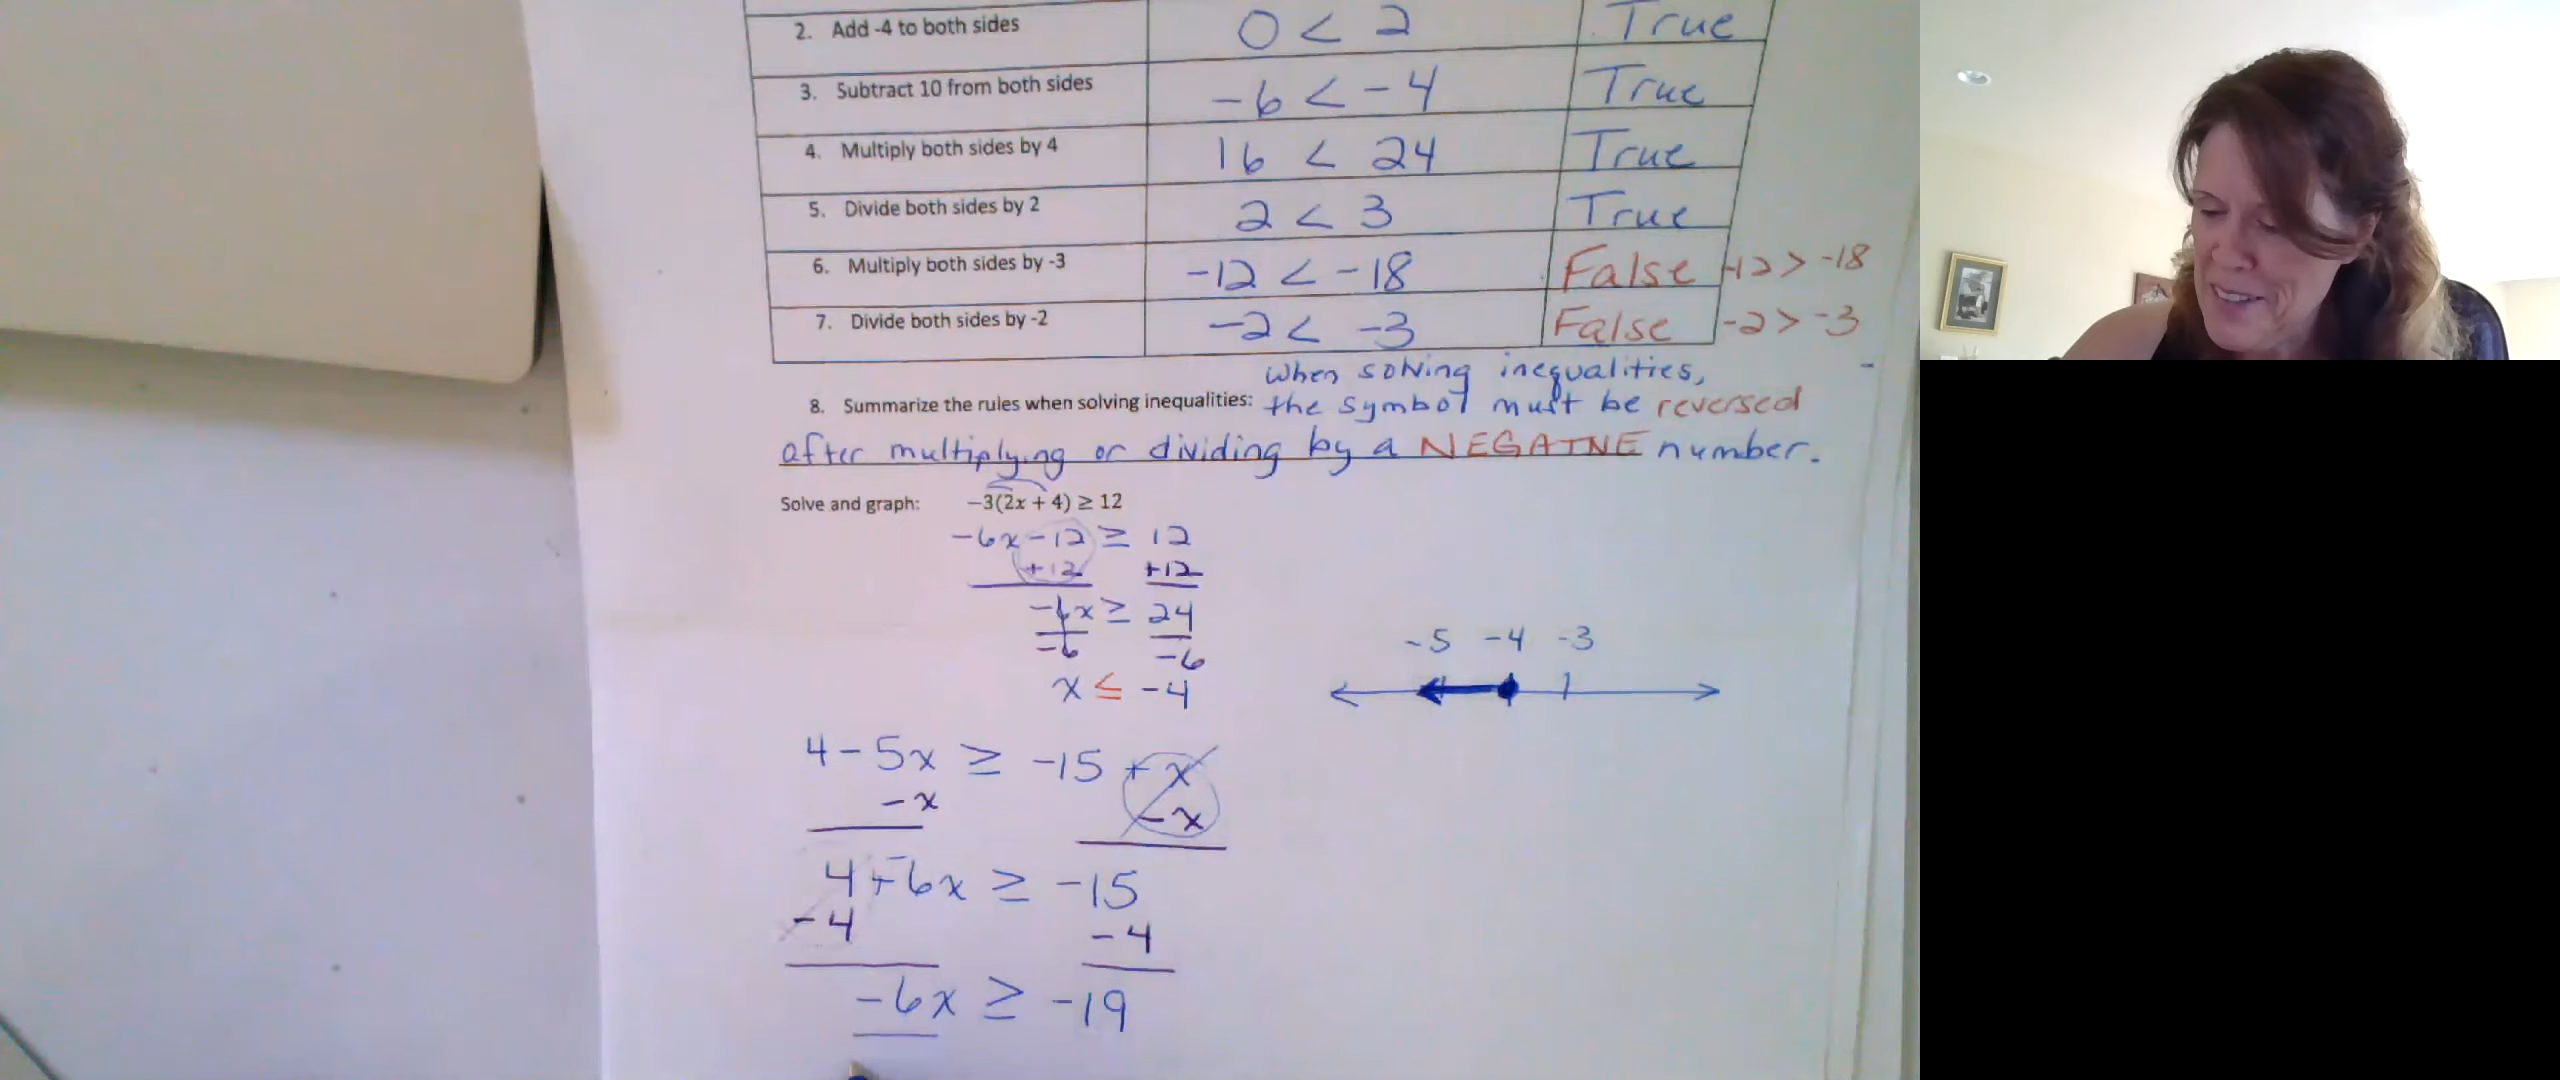 2. Add -4 to both sides 0 < 2 True
3. Subtract 10 from both sides -6 < -4 True
4. Multiply both sides by 4 16 < 24 True
5. Divide both sides by 2 2 < 3 True
6. Multiply both sides by -3 -12 < -18 False -12 > -18
7. Divide both sides by -2 -2 < -3 False -2 > -3
when solving inequalities,
8. Summarize the rules when solving inequalities: the symbol must be reversed
after multiplying or dividing by a NEGATIVE number.
Solve and graph: −3(2x + 4) ≥ 12
-6x - 12 ≥ 12
+12 +12
-6x ≥ 24
-6 -6
x ≤ -4
-5 -4 -3
4 - 5x ≥ -15 + x
- x - x
4 + -6x ≥ -15
-4 -4
-6x ≥ -19